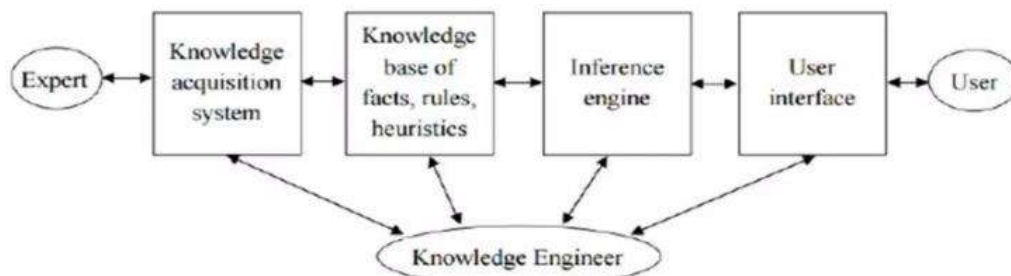 Expert
Knowledge
acquisition
system
Knowledge
base of
facts, rules,
heuristics
Inference
engine
User
interface
User
Knowledge Engineer